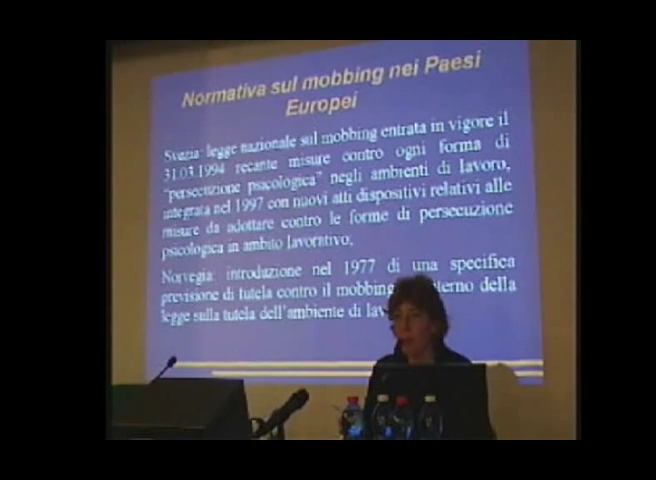 Normativa sul mobbing nei Paesi
Europei
Svezia: legge nazionale sul mobbing entrata in vigore il
31.03.1994 recante misure contro ogni forma di
"persecuzione psicologica" negli ambienti di lavoro,
integrata nel 1997 con nuovi atti dispositivi relativi alle
misure da adottare contro le forme di persecuzione
psicologica in ambito lavorativo;
Norvegia: introduzione nel 1977 di una specifica
previsione di tutela contro il mobbing della
legge sulla tutela dell'ambiente di